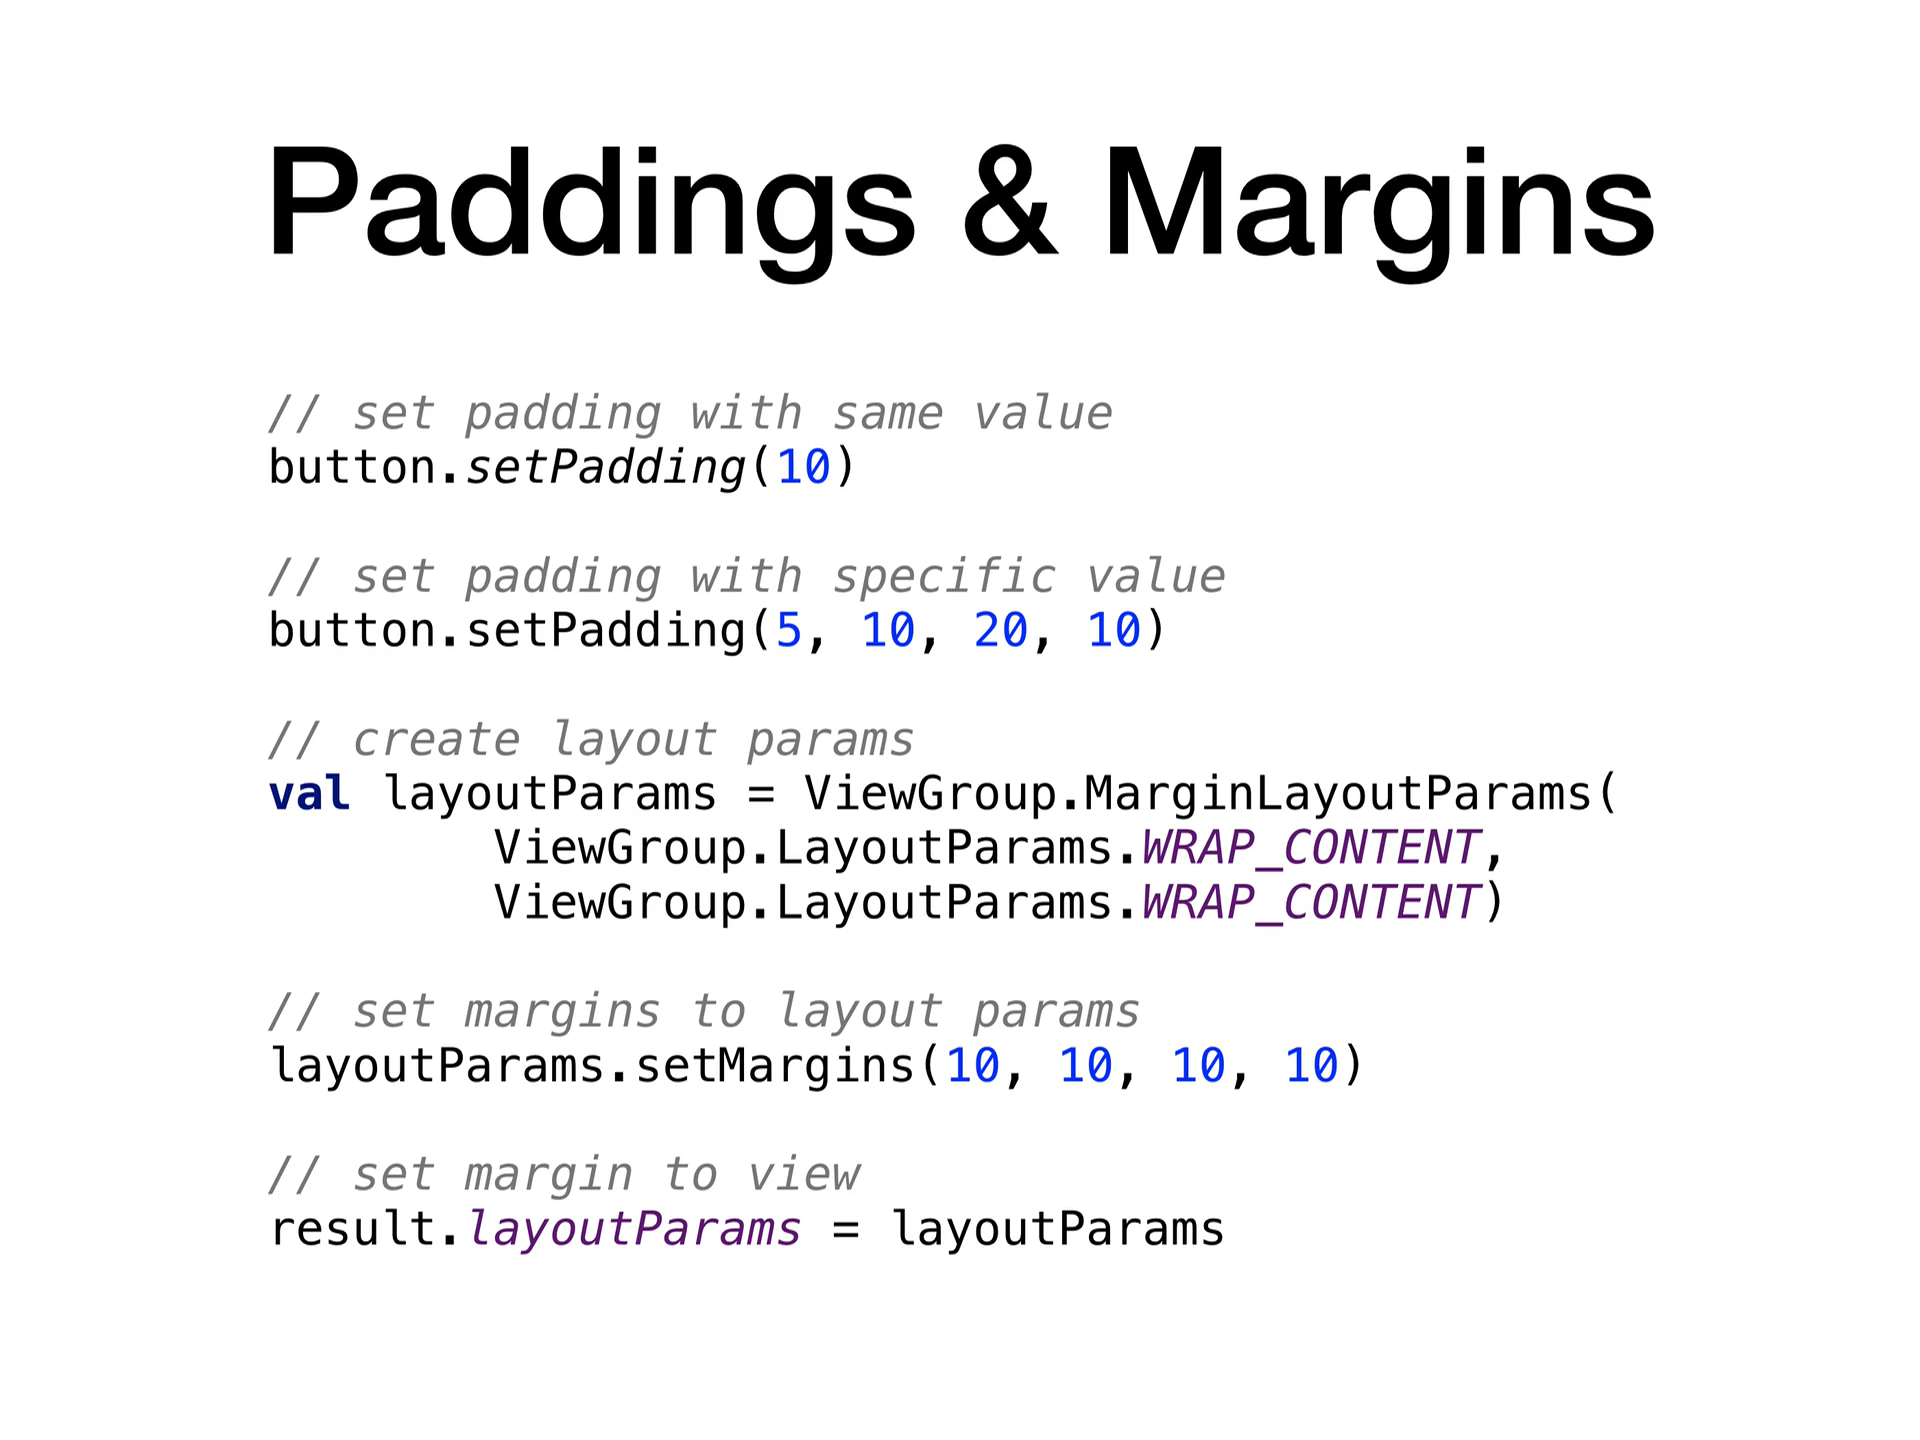 Paddings & Margins
// set padding with same value
button.setPadding(10)
// set padding with specific value
button.setPadding(5, 10, 20, 10)
// create layout params
val layoutParams = ViewGroup.MarginLayoutParams(
ViewGroup.LayoutParams.WRAP_CONTENT,
ViewGroup.LayoutParams.WRAP_CONTENT)
// set margins to layout params
layoutParams.setMargins(10, 10, 10, 10)
// set margin to view
result.layoutParams = layoutParams